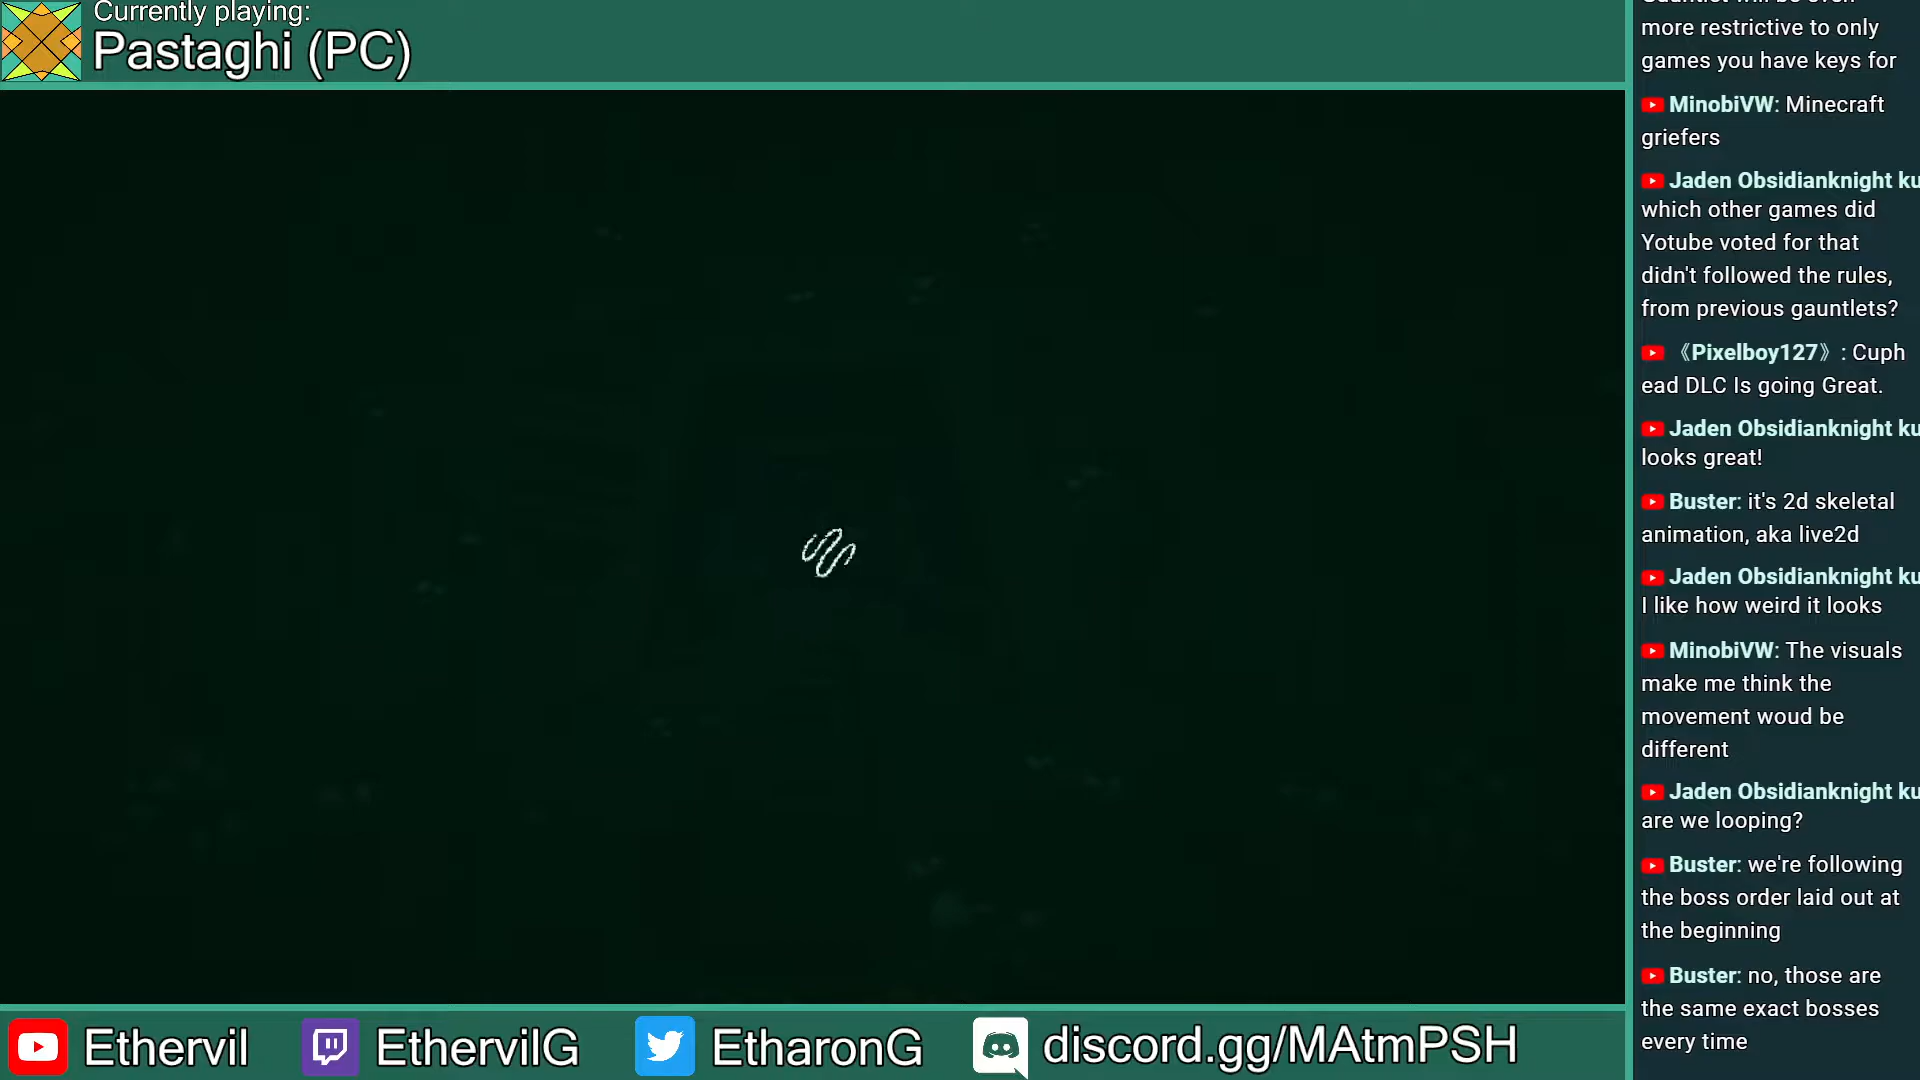 Currently playing:
Pastaghi (PC)
more restrictive to only
games you have keys for
MinobiVW: Minecraft
griefers
Jaden Obsidianknight ku
which other games did
Yotube voted for that
didn't followed the rules,
from previous gauntlets?
《Pixelboy127》: Cuph
ead DLC Is going Great.
Jaden Obsidianknight ku
looks great!
Buster: it's 2d skeletal
animation, aka live2d
Jaden Obsidianknight ku
I like how weird it looks
MinobiVW: The visuals
make me think the
movement woud be
different
Jaden Obsidianknight ku
are we looping?
Buster: we're following
the boss order laid out at
the beginning
Buster: no, those are
the same exact bosses
every time
Ethervil
EthervilG
EtharonG
discord.gg/MAtmPSH